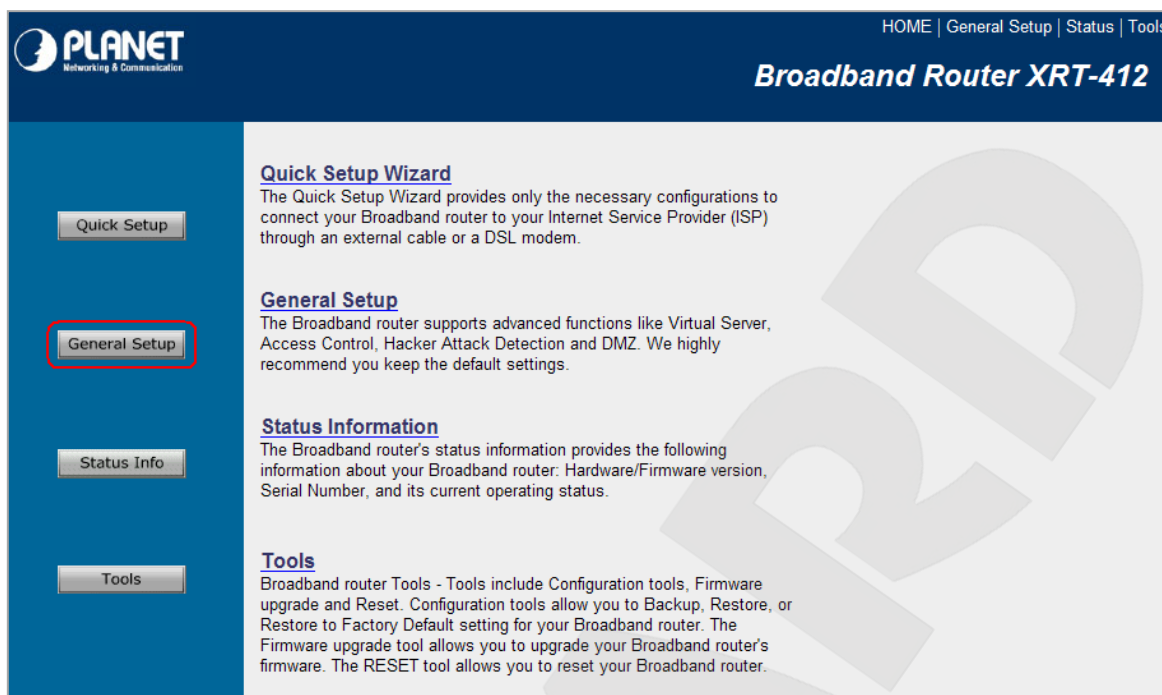 PLANET
Networking & Communication
HOME | General Setup | Status | Tools
Broadband Router XRT-412
Quick Setup
Quick Setup Wizard
The Quick Setup Wizard provides only the necessary configurations to
connect your Broadband router to your Internet Service Provider (ISP)
through an external cable or a DSL modem.
General Setup
General Setup
The Broadband router supports advanced functions like Virtual Server,
Access Control, Hacker Attack Detection and DMZ. We highly
recommend you keep the default settings.
Status Info
Status Information
The Broadband router's status information provides the following
information about your Broadband router: Hardware/Firmware version,
Serial Number, and its current operating status.
Tools
Tools
Broadband router Tools - Tools include Configuration tools, Firmware
upgrade and Reset. Configuration tools allow you to Backup, Restore, or
Restore to Factory Default setting for your Broadband router. The
Firmware upgrade tool allows you to upgrade your Broadband router's
firmware. The RESET tool allows you to reset your Broadband router.